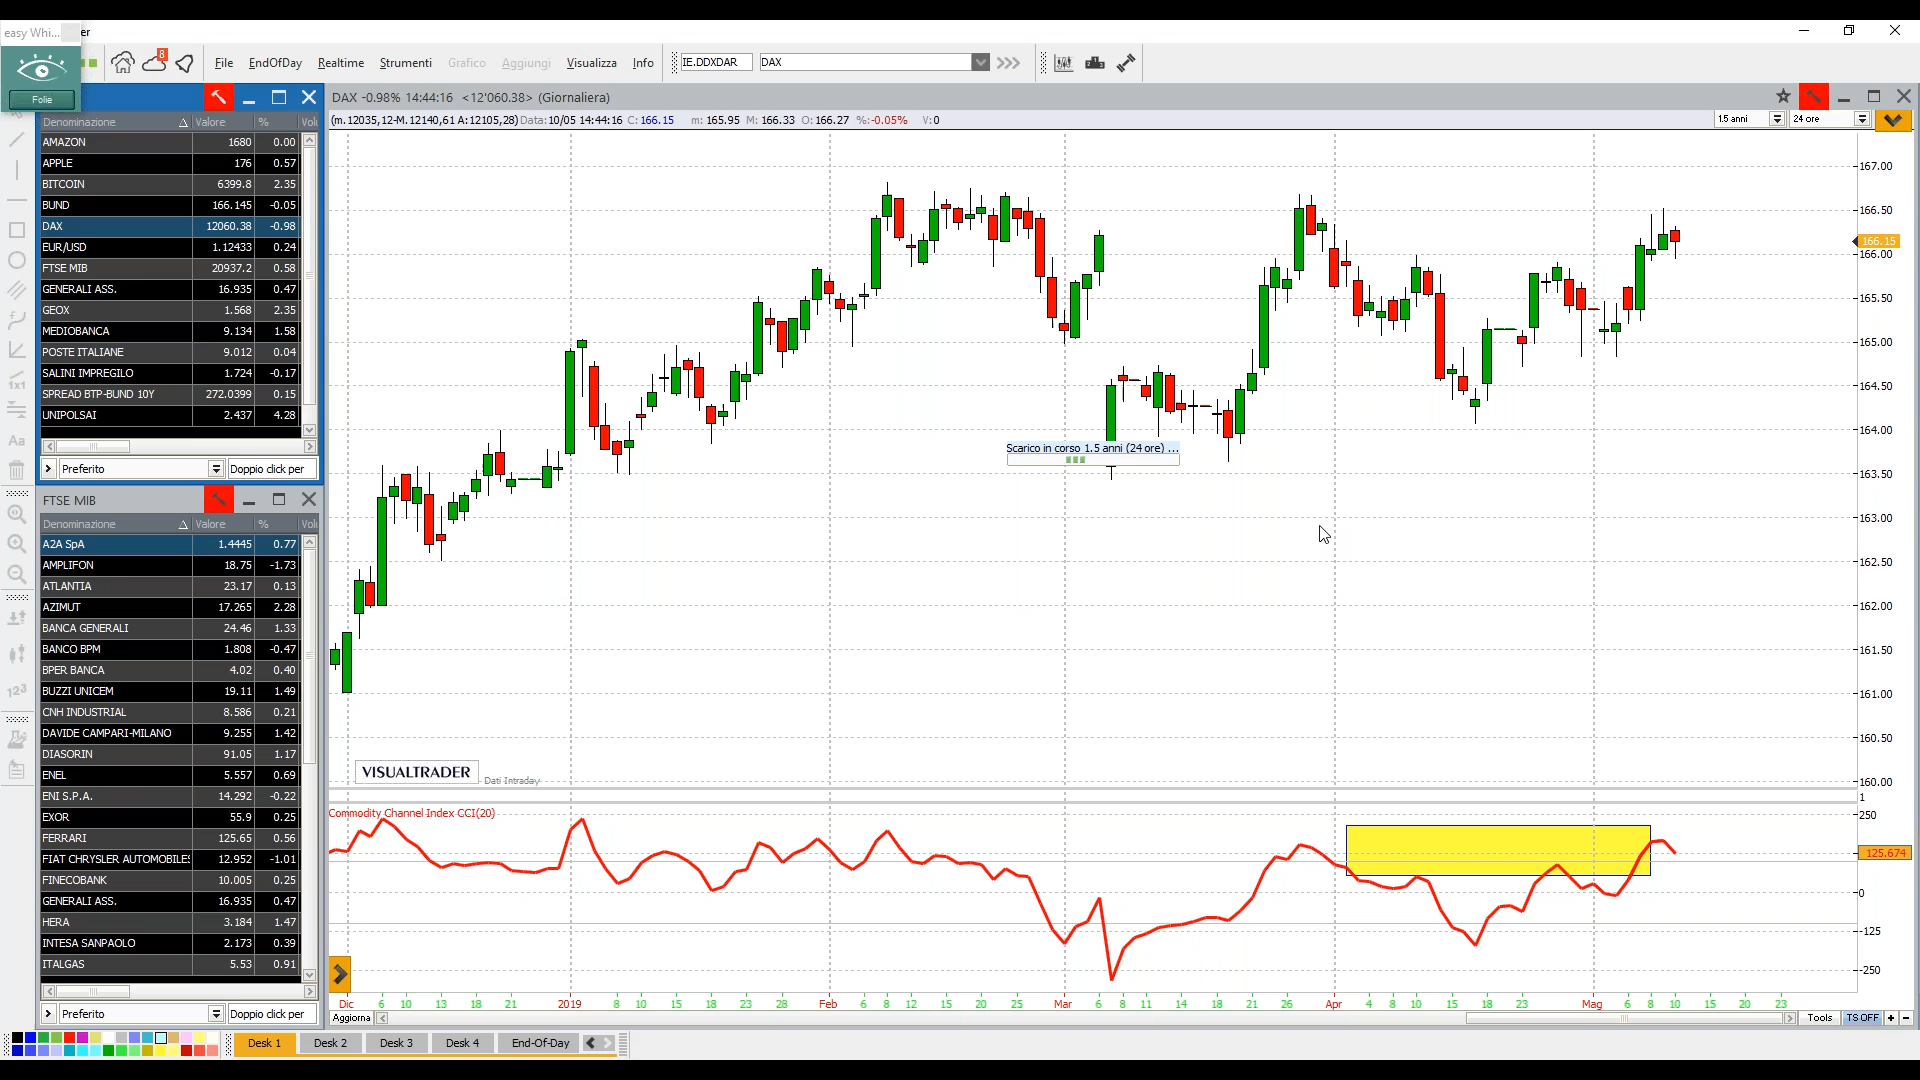 easy Whi... er
Folie
8
File EndOfDay Realtime Strumenti Grafico Aggiungi Visualizza Info IE.DDXDAR DAX
DAX -0.98% 14:44:16 <12'060.38> (Giornaliera)
(m.12035,12-M.12140,61 A:12105,28) Data:10/05 14:44:16 C: 166.15 m: 165.95 M: 166.33 O: 166.27 %:-0.05% V:0
1.5 anni 24 ore
Denominazione Valore % Volu
AMAZON 1680 0.00
APPLE 176 0.57
BITCOIN 6399.8 2.35
BUND 166.145 -0.05
DAX 12060.38 -0.98
EUR/USD 1.12433 0.24
FTSE MIB 20937.2 0.58
GENERALI ASS. 16.935 0.47
GEOX 1.568 2.35
MEDIOBANCA 9.134 1.58
POSTE ITALIANE 9.012 0.04
SALINI IMPREGILO 1.724 -0.17
SPREAD BTP-BUND 10Y 272.0399 0.15
UNIPOLSAI 2.437 4.28
Preferito Doppio click per
FTSE MIB
Denominazione Valore % Volu
A2A SpA 1.4445 0.77
AMPLIFON 18.75 -1.73
ATLANTIA 23.17 0.13
AZIMUT 17.265 2.28
BANCA GENERALI 24.46 1.33
BANCO BPM 1.808 -0.47
BPER BANCA 4.02 0.40
BUZZI UNICEM 19.11 1.49
CNH INDUSTRIAL 8.586 0.21
DAVIDE CAMPARI-MILANO 9.255 1.42
DIASORIN 91.05 1.17
ENEL 5.557 0.69
ENI S.P.A. 14.292 -0.22
EXOR 55.9 0.25
FERRARI 125.65 0.56
FIAT CHRYSLER AUTOMOBILES 12.952 -1.01
FINECOBANK 10.005 0.25
GENERALI ASS. 16.935 0.47
HERA 3.184 1.47
INTESA SANPAOLO 2.173 0.39
ITALGAS 5.53 0.91
Preferito Doppio click per
1x1
Aa
123
Scarico in corso 1.5 anni (24 ore) ...
167.00
166.50
166.15
166.00
165.50
165.00
164.50
164.00
163.50
163.00
162.50
162.00
161.50
161.00
160.50
160.00
VISUALTRADER Dati Intraday
1
Commodity Channel Index CCI(20)
250
125.674
0
-125
-250
Dic 6 10 13 18 21 2019 8 10 15 18 23 28 Feb 6 8 12 15 20 25 Mar 6 8 11 14 18 21 26 Apr 4 8 10 15 18 23 Mag 6 8 10 15 20 23
Aggiorna Tools TS OFF
Desk 1 Desk 2 Desk 3 Desk 4 End-Of-Day